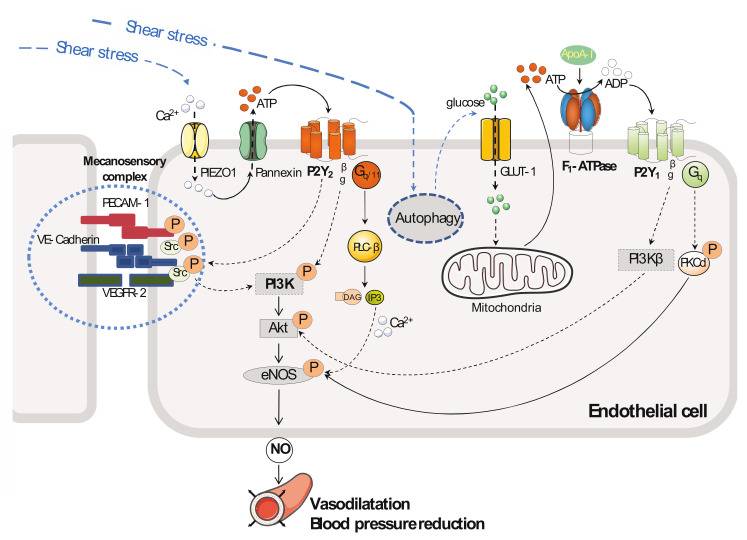 Shear stress
Shear stress
Ca2+
ATP
PIEZO1
Pannexin
P2Y2
β
g
Gq/11
glucose
GLUT-1
ATP
ApoA-I
ADP
F1- ATPase
P2Y1
β
g
Gq
Mecanosensory
complex
PECAM-1
P
Src
P
VE-Cadherin
Src
P
VEGFR-2
Autophagy
PLC-β
PI3K
P
DAG
IP3
Ca2+
Akt
P
eNOS
P
Mitochondria
PI3Kβ
P
Endothelial cell
NO
Vasodilatation
Blood pressure reduction